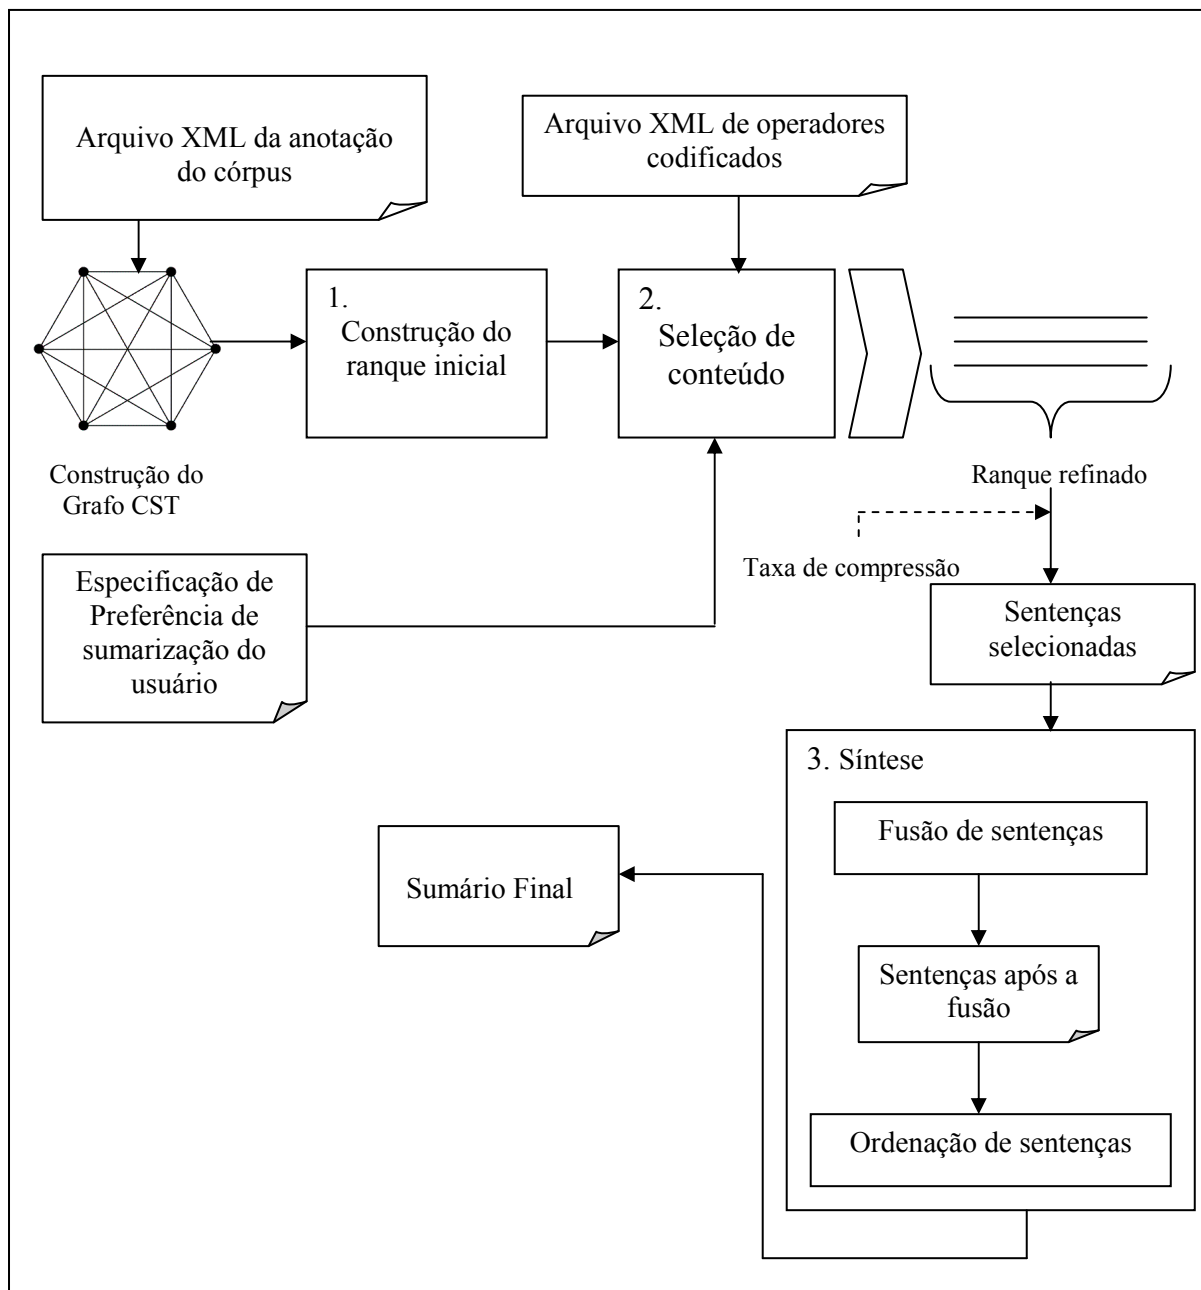 Arquivo XML da anotação
do córpus
Arquivo XML de operadores
codificados
1.
Construção do
ranque inicial
2.
Seleção de
conteúdo
Construção do
Grafo CST
Ranque refinado
Taxa de compressão
Especificação de
Preferência de
sumarização do
usuário
Sentenças
selecionadas
3. Síntese
Fusão de sentenças
Sentenças após a
fusão
Ordenação de sentenças
Sumário Final